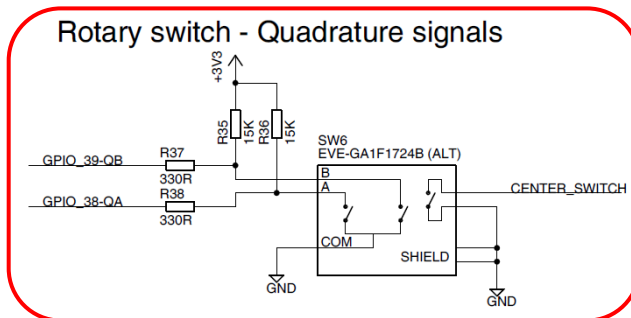 Rotary switch - Quadrature signals
+3V3
R35
15K
R36
15K
SW6
EVE-GA1F1724B (ALT)
GPIO_39-QB
R37
330R
GPIO_38-QA
R38
330R
B
A
COM
SHIELD
CENTER_SWITCH
GND
GND